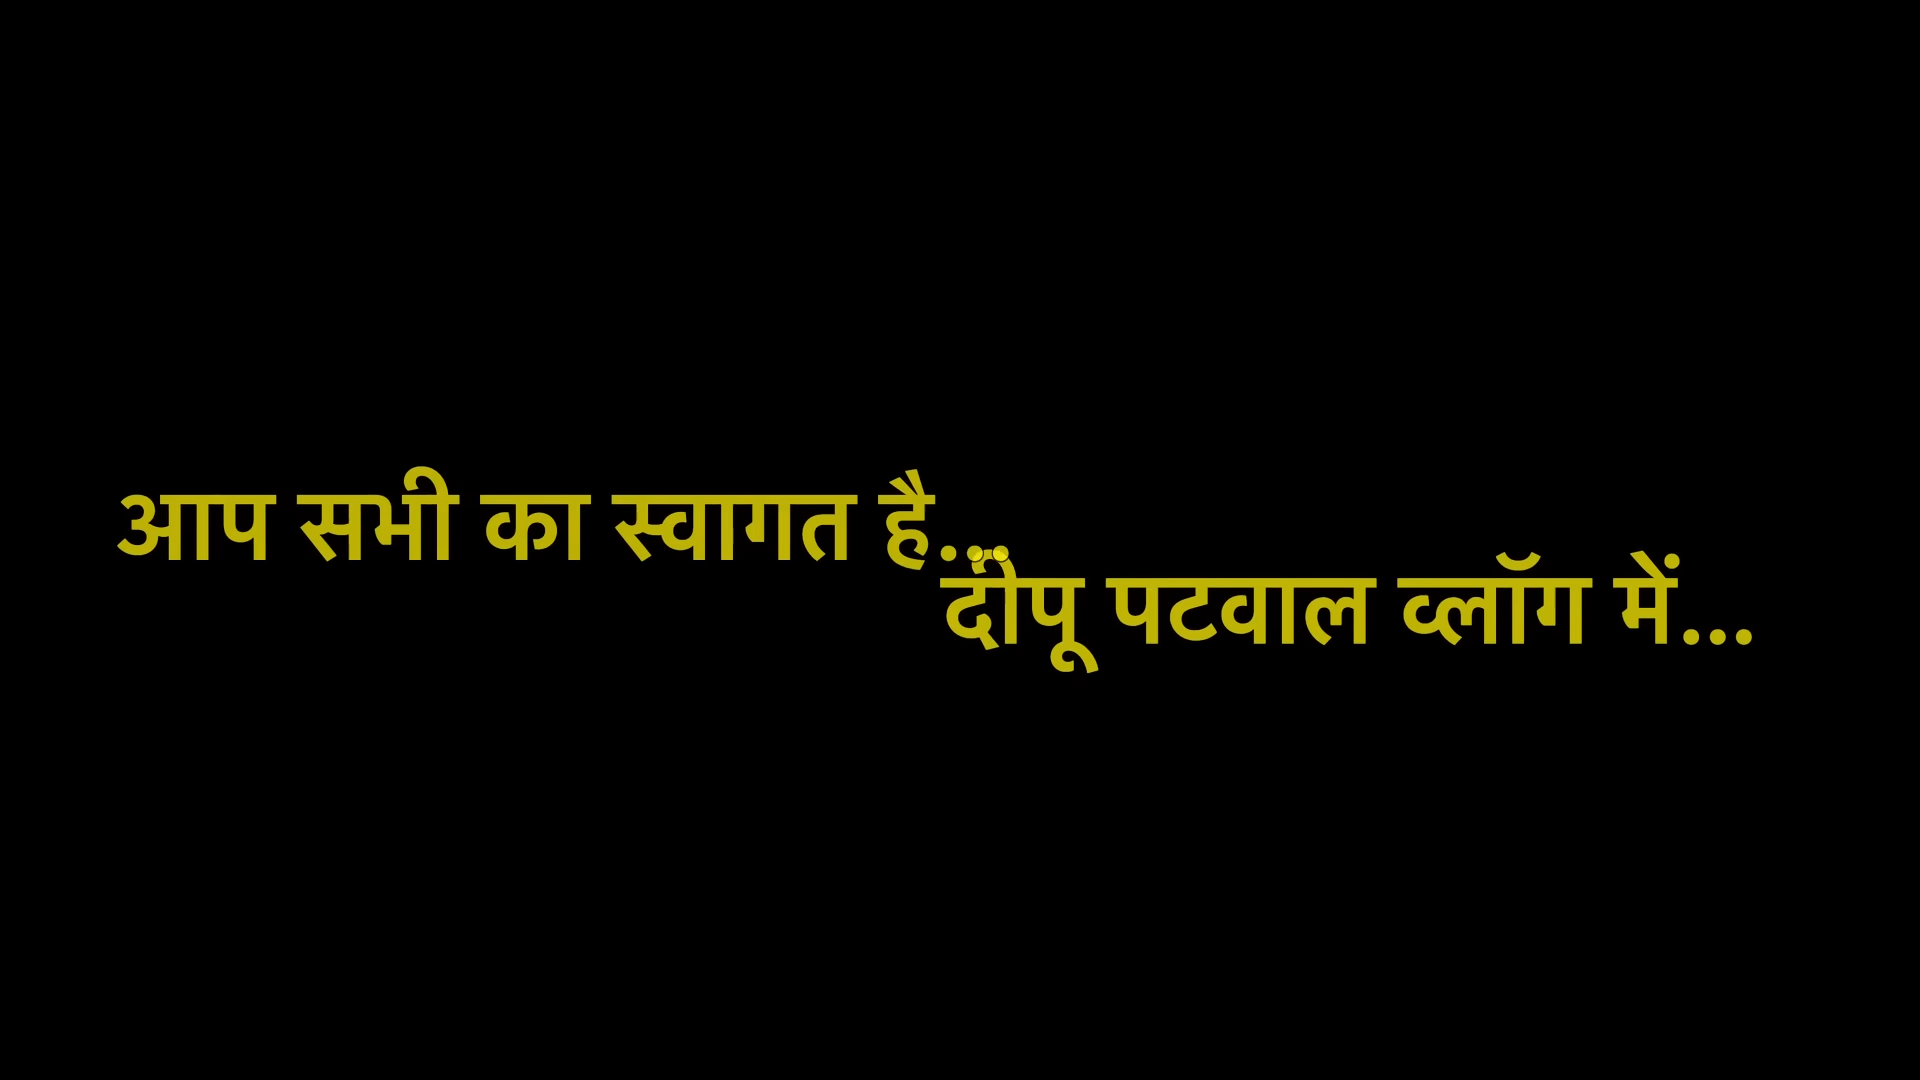 आप सभी का स्वागत है...
दीपू पटवाल व्लॉग में...